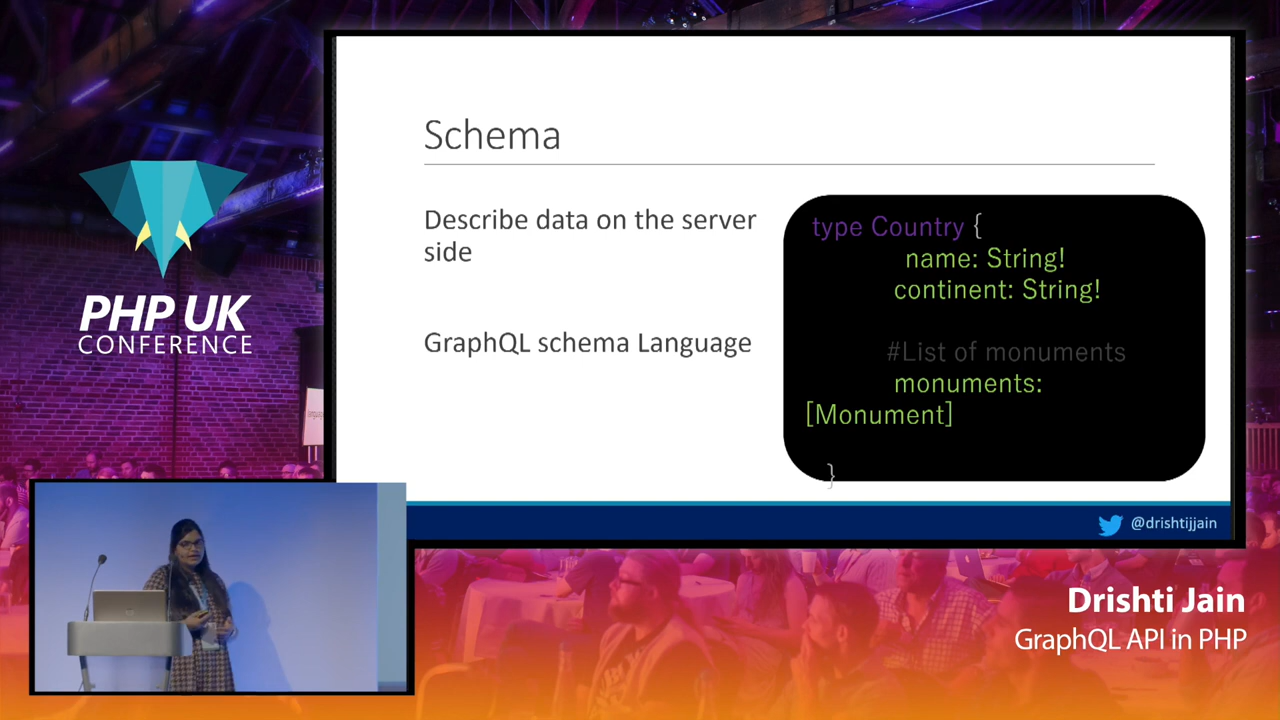 Schema
Describe data on the server
side
GraphQL schema Language
type Country {
name: String!
continent: String!
#List of monuments
monuments:
[Monument]
}
@drishtijjain
PHP UK
CONFERENCE
Drishti Jain
GraphQL API in PHP